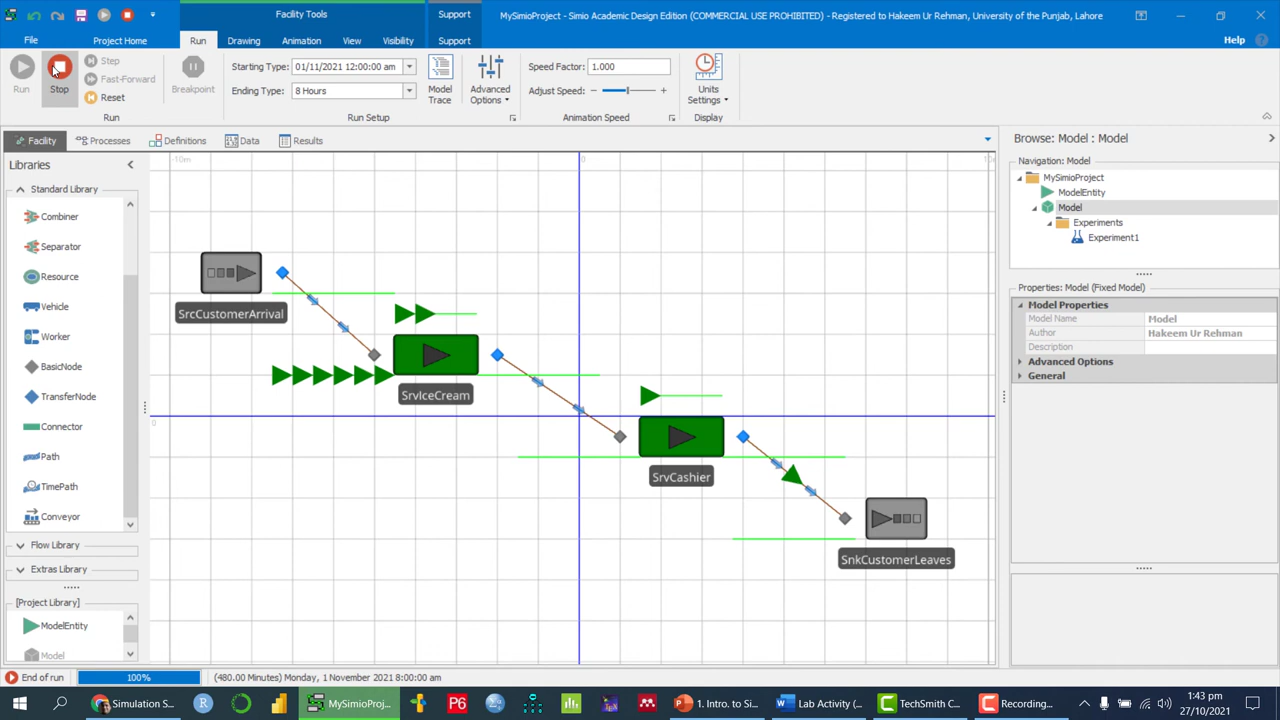 Facility Tools
Support
MySimioProject - Simio Academic Design Edition (COMMERCIAL USE PROHIBITED) - Registered to Hakeem Ur Rehman, University of the Punjab, Lahore
File
Project Home
Run
Drawing
Animation
View
Visibility
Support
Help
Run
Stop
Step
Fast-Forward
Reset
Breakpoint
Starting Type:
01/11/2021 12:00:00 am
Ending Type:
8 Hours
Model
Trace
Advanced
Options
Speed Factor:
1.000
Adjust Speed:
Units
Settings
Run
Run Setup
Animation Speed
Display
Facility
Processes
Definitions
Data
Results
Browse: Model : Model
Libraries
Standard Library
Combiner
Separator
Resource
Vehicle
Worker
BasicNode
TransferNode
Connector
Path
TimePath
Conveyor
Flow Library
Extras Library
[Project Library]
ModelEntity
Model
-10m
0
0
SrcCustomerArrival
SrvIceCream
SrvCashier
SnkCustomerLeaves
Navigation: Model
MySimioProject
ModelEntity
Model
Experiments
Experiment1
Properties: Model (Fixed Model)
Model Properties
Model Name
Model
Author
Hakeem Ur Rehman
Description
Advanced Options
General
End of run
100%
(480.00 Minutes) Monday, 1 November 2021 8:00:00 am
Simulation S...
MySimioProj...
1. Intro. to Si...
Lab Activity (...
TechSmith C...
Recording...
1:43 pm
27/10/2021